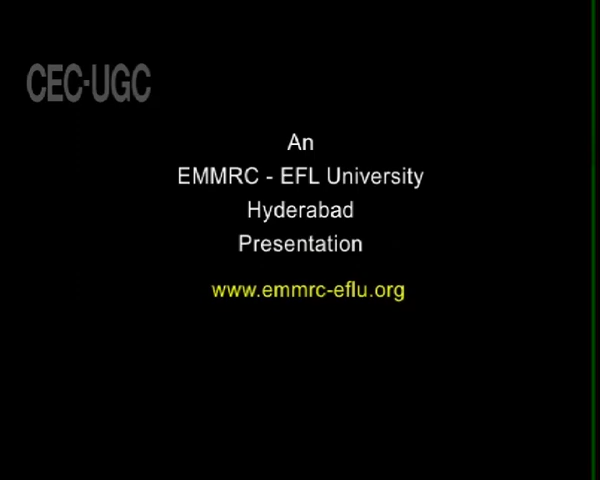 CEC-UGC
An
EMMRC - EFL University
Hyderabad
Presentation
www.emmrc-eflu.org